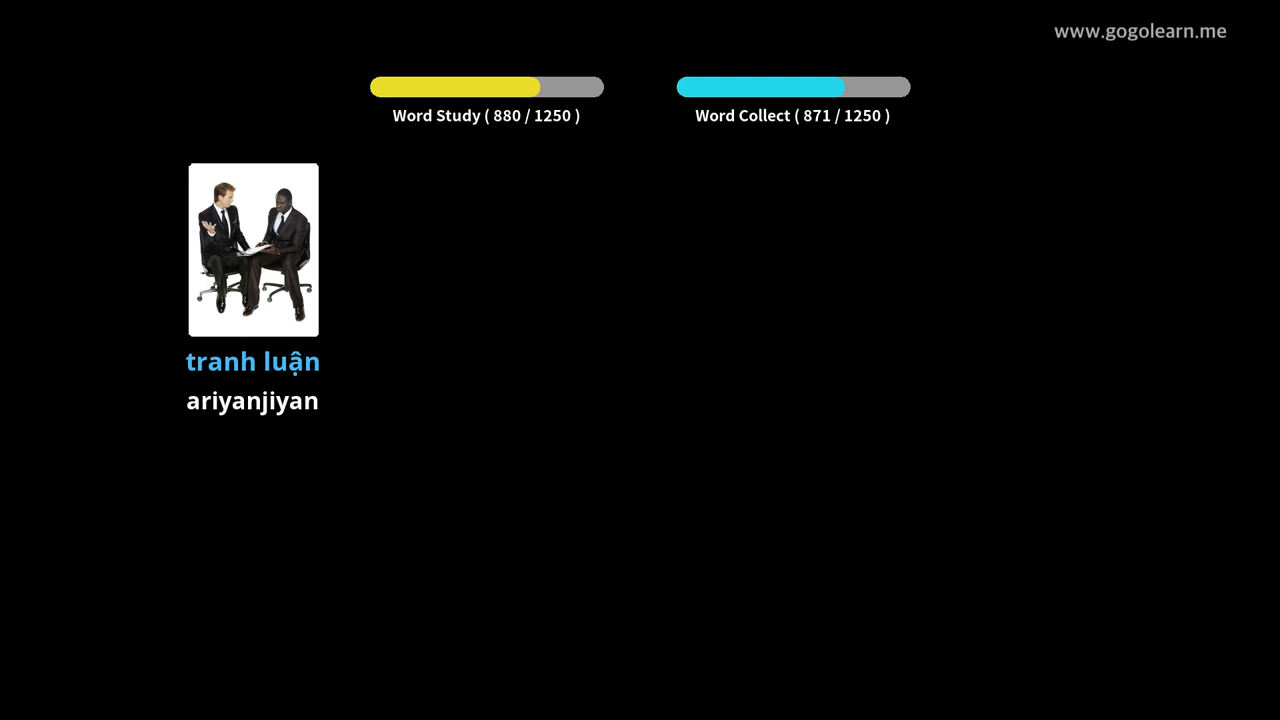 www.gogolearn.me
Word Study ( 880 / 1250 )
Word Collect ( 871 / 1250 )
tranh luận
ariyanjiyan